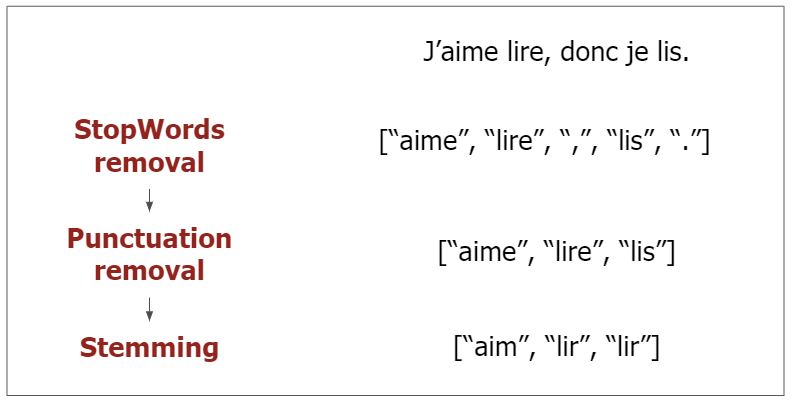 J’aime lire, donc je lis.
StopWords
removal
[“aime”, “lire”, “,”, “lis”, “.”]
Punctuation
removal
[“aime”, “lire”, “lis”]
Stemming
[“aim”, “lir”, “lir”]